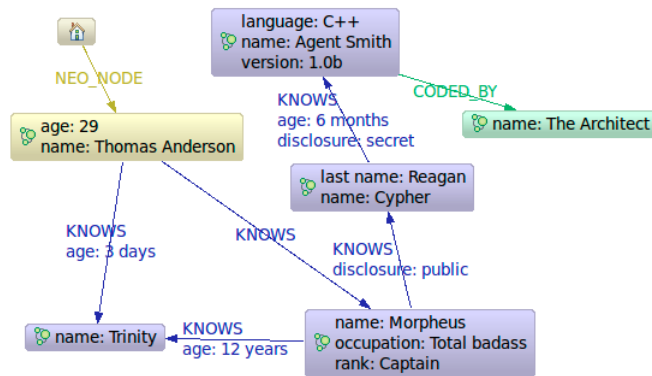 language: C++
name: Agent Smith
version: 1.0b
NEO_NODE
CODED_BY
KNOWS
age: 6 months
disclosure: secret
age: 29
name: Thomas Anderson
name: The Architect
last name: Reagan
name: Cypher
KNOWS
age: 3 days
KNOWS
KNOWS
disclosure: public
name: Trinity
KNOWS
age: 12 years
name: Morpheus
occupation: Total badass
rank: Captain